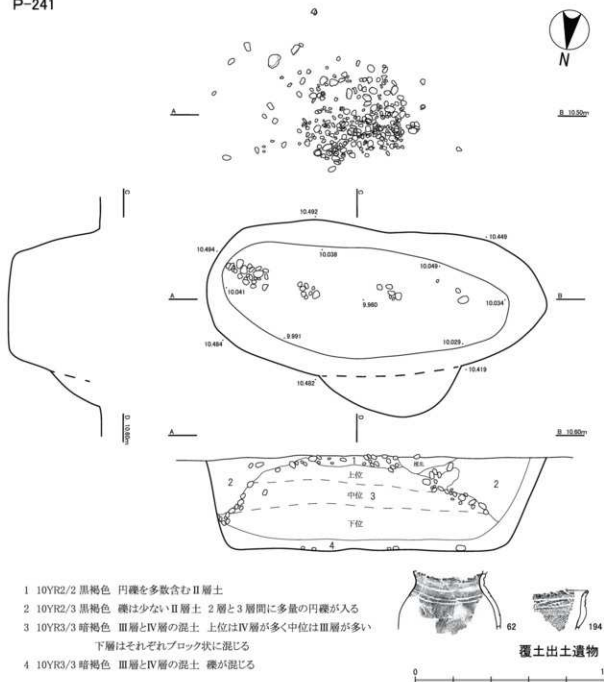 P-241
N
A
B 10.50m
C
C
10.492
10.449
10.494
10.038
10.049
10.041
9.960
10.034
A
B
9.991
10.029
10.484
10.482
10.419
D 10.60m
D
A
B 10.60m
1
2
上位
2
中位 3
下位
4
1 10YR2/2 黒褐色 円礫を多数含むⅡ層土
2 10YR2/3 黒褐色 礫は少ないⅡ層土 2層と3層間に多量の円礫が入る
3 10YR3/3 暗褐色 Ⅲ層とⅣ層の混土 上位はⅣ層が多く中位はⅢ層が多い
下層はそれぞれブロック状に混じる
4 10YR3/3 暗褐色 Ⅲ層とⅣ層の混土 礫が混じる
62
194
覆土出土遺物
0
1